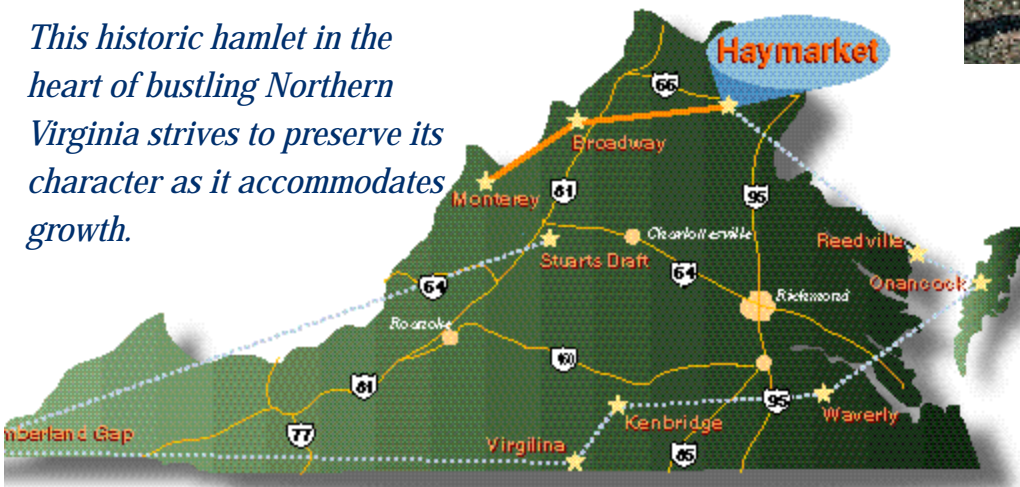 This historic hamlet in the
heart of bustling Northern
Virginia strives to preserve its
character as it accommodates
growth.
Haymarket
66
Broadway
Monterey
81
95
Charlottesville
Stuarts Draft
Reedville
64
64
Onancock
Richmond
Roanoke
460
81
95
Waverly
Kenbridge
mberland Gap
77
Virgilina
85